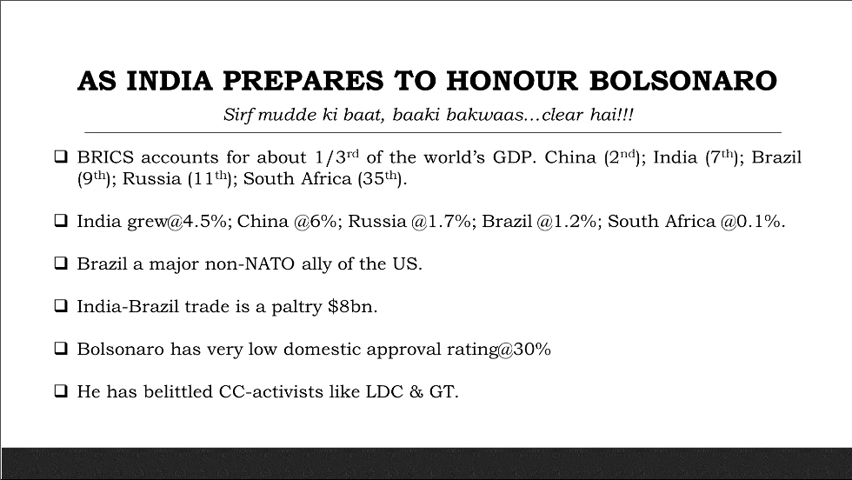 AS INDIA PREPARES TO HONOUR BOLSONARO
Sirf mudde ki baat, baaki bakwaas...clear hai!!!
❑ BRICS accounts for about 1/3rd of the world's GDP. China (2nd); India (7th); Brazil
(9th); Russia (11th); South Africa (35th).
❑ India grew@4.5%; China @6%; Russia @1.7%; Brazil @1.2%; South Africa @0.1%.
❑ Brazil a major non-NATO ally of the US.
❑ India-Brazil trade is a paltry $8bn.
❑ Bolsonaro has very low domestic approval rating@30%
❑ He has belittled CC-activists like LDC & GT.